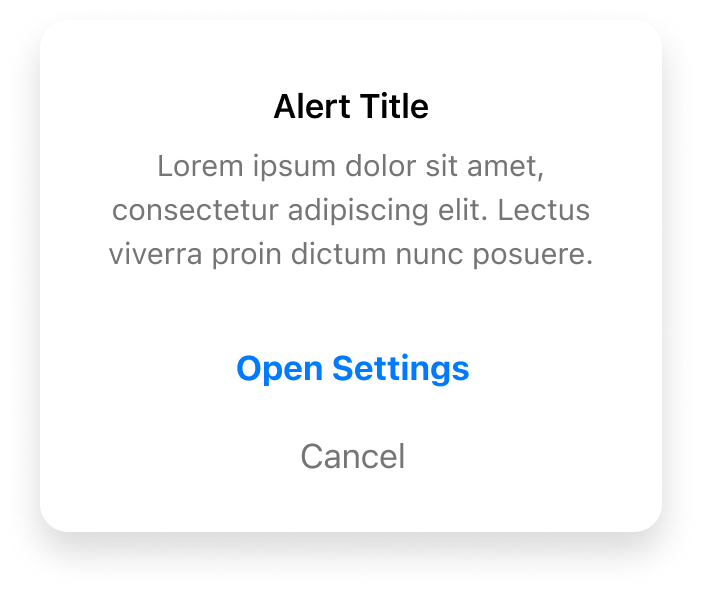 Alert Title
Lorem ipsum dolor sit amet,
consectetur adipiscing elit. Lectus
viverra proin dictum nunc posuere.
Open Settings
Cancel